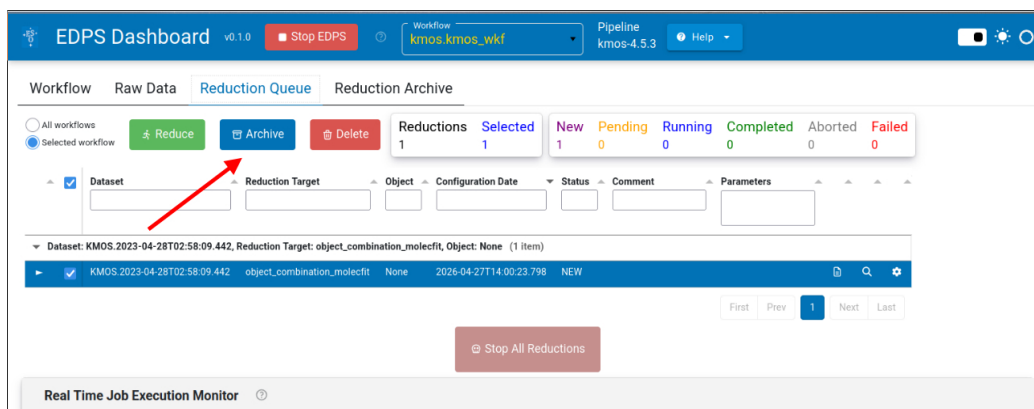 EDPS Dashboard v0.1.0 Stop EDPS Workflow kmos.kmos_wkf Pipeline kmos-4.5.3 Help
Workflow Raw Data Reduction Queue Reduction Archive
All workflows
Selected workflow
Reduce Archive Delete
Reductions Selected New Pending Running Completed Aborted Failed
1 1 1 0 0 0 0 0
Dataset Reduction Target Object Configuration Date Status Comment Parameters
Dataset: KMOS.2023-04-28T02:58:09.442, Reduction Target: object_combination_molecfit, Object: None (1 item)
KMOS.2023-04-28T02:58:09.442 object_combination_molecfit None 2026-04-27T14:00:23.798 NEW
First Prev 1 Next Last
Stop All Reductions
Real Time Job Execution Monitor